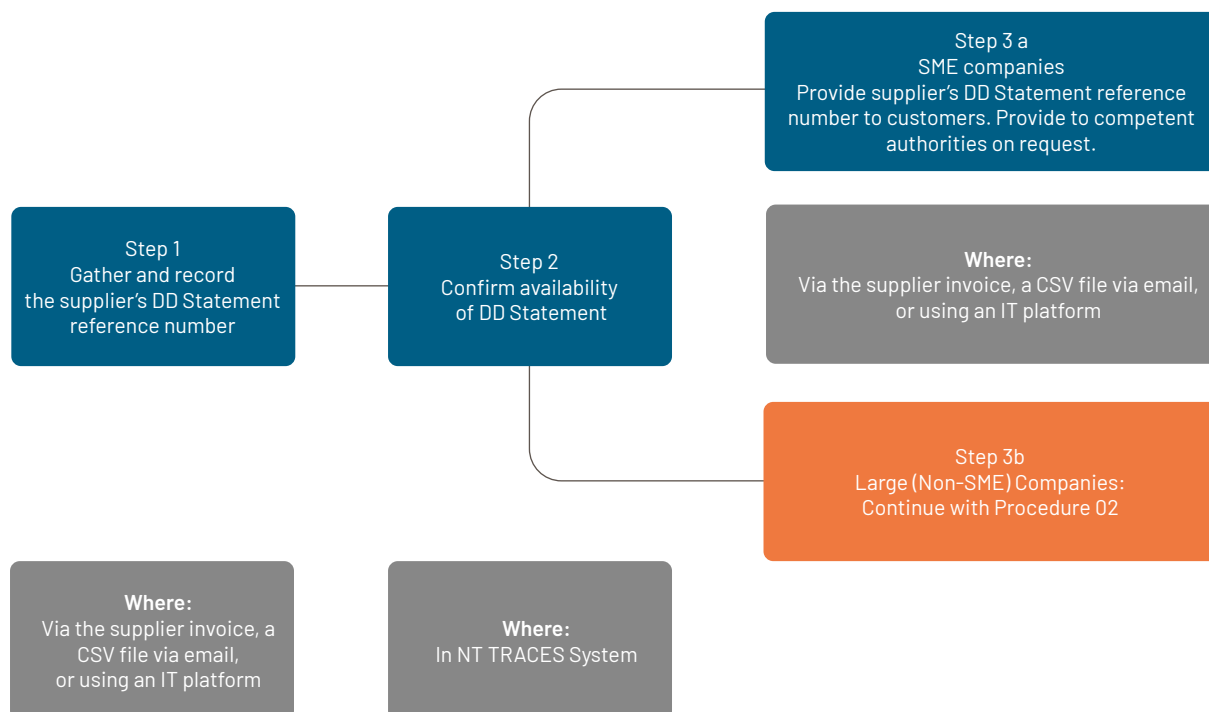 Step 1
Gather and record
the supplier's DD Statement
reference number
Step 2
Confirm availability
of DD Statement
Step 3 a
SME companies
Provide supplier's DD Statement reference
number to customers. Provide to competent
authorities on request.
Where:
Via the supplier invoice, a CSV file via email,
or using an IT platform
Step 3b
Large (Non-SME) Companies:
Continue with Procedure 02
Where:
Via the supplier invoice, a
CSV file via email,
or using an IT platform
Where:
In NT TRACES System